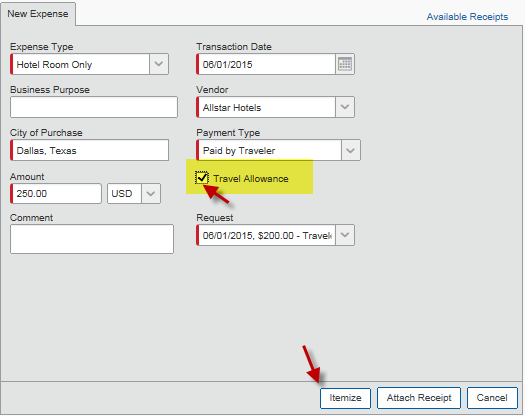 New Expense
Available Receipts
Expense Type
Transaction Date
Hotel Room Only
06/01/2015
Business Purpose
Vendor
Allstar Hotels
City of Purchase
Payment Type
Dallas, Texas
Paid by Traveler
Amount
Travel Allowance
250.00
USD
Comment
Request
06/01/2015, $200.00 - Travele
Itemize
Attach Receipt
Cancel